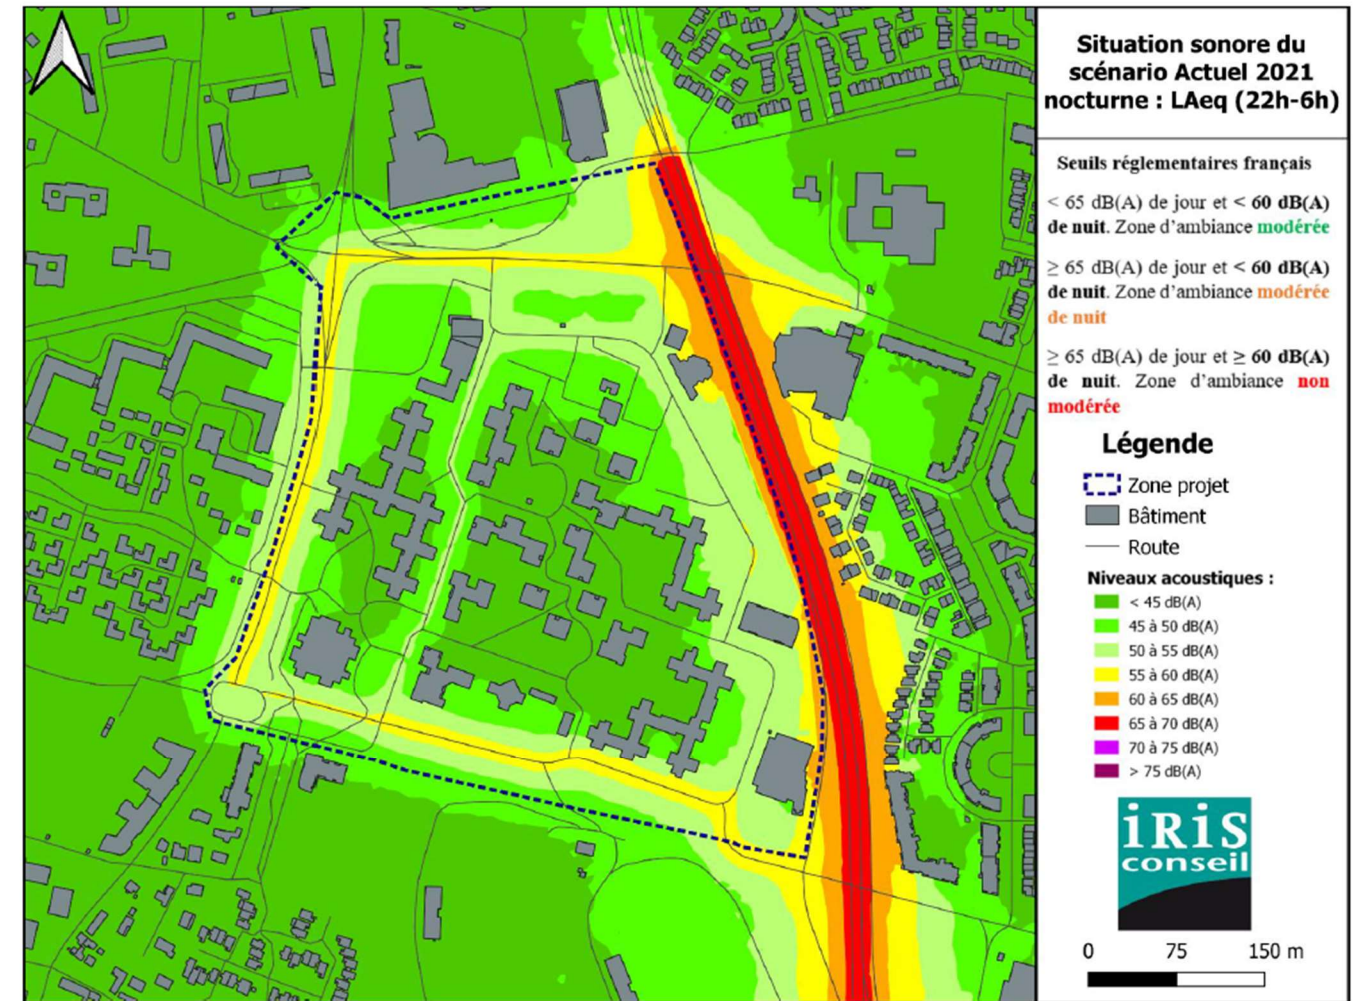 Situation sonore du
scénario Actuel 2021
nocturne : LAeq (22h-6h)
Seuils réglementaires français
< 65 dB(A) de jour et < 60 dB(A)
de nuit. Zone d'ambiance modérée
≥ 65 dB(A) de jour et < 60 dB(A)
de nuit. Zone d'ambiance modérée
de nuit
≥ 65 dB(A) de jour et ≥ 60 dB(A)
de nuit. Zone d'ambiance non
modérée
Légende
Zone projet
Bâtiment
Route
Niveaux acoustiques :
< 45 dB(A)
45 à 50 dB(A)
50 à 55 dB(A)
55 à 60 dB(A)
60 à 65 dB(A)
65 à 70 dB(A)
70 à 75 dB(A)
> 75 dB(A)
iRiS
conseil
0 75 150 m